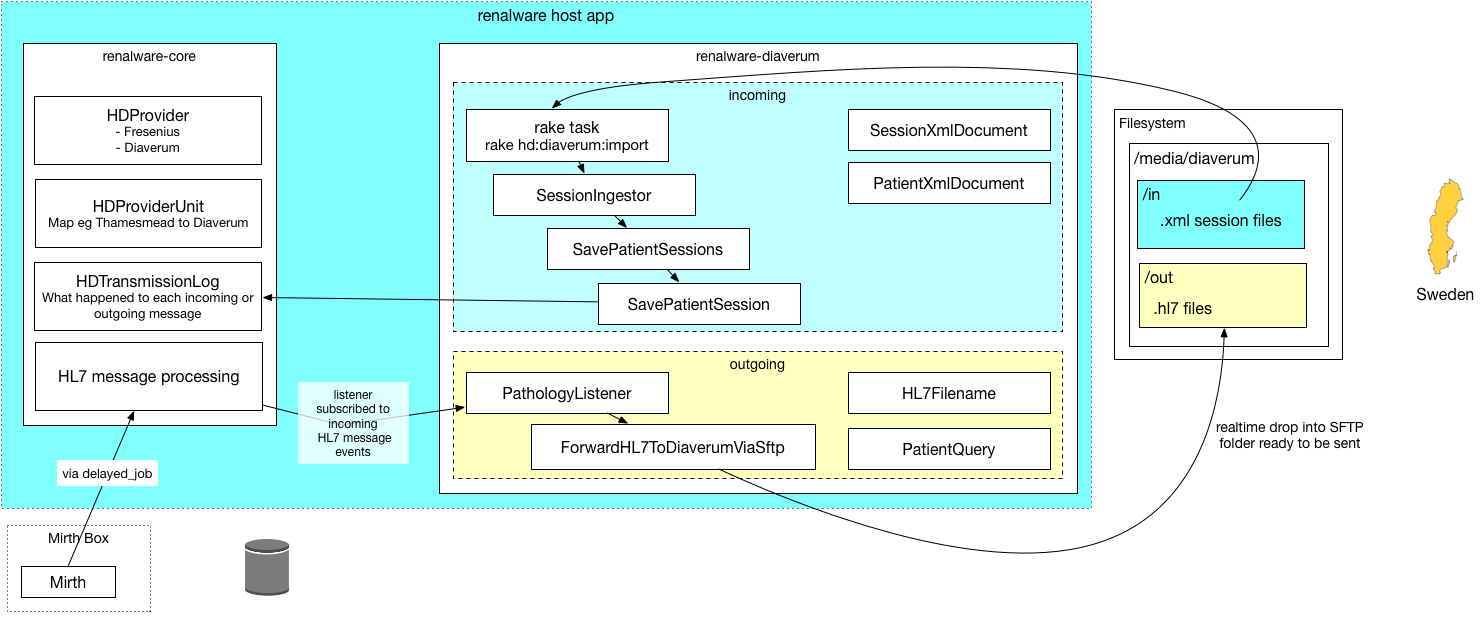 renalware host app
renalware-core
HDProvider
- Fresenius
- Diaverum
HDProviderUnit
Map eg Thamesmead to Diaverum
HDTransmissionLog
What happened to each incoming or
outgoing message
HL7 message processing
via delayed_job
Mirth Box
Mirth
listener
subscribed to
incoming
HL7 message
events
renalware-diaverum
incoming
rake task
rake hd:diaverum:import
SessionIngestor
SavePatientSessions
SavePatientSession
SessionXmlDocument
PatientXmlDocument
outgoing
PathologyListener
ForwardHL7ToDiaverumViaSftp
HL7Filename
PatientQuery
Filesystem
/media/diaverum
/in
.xml session files
/out
.hl7 files
realtime drop into SFTP
folder ready to be sent
Sweden